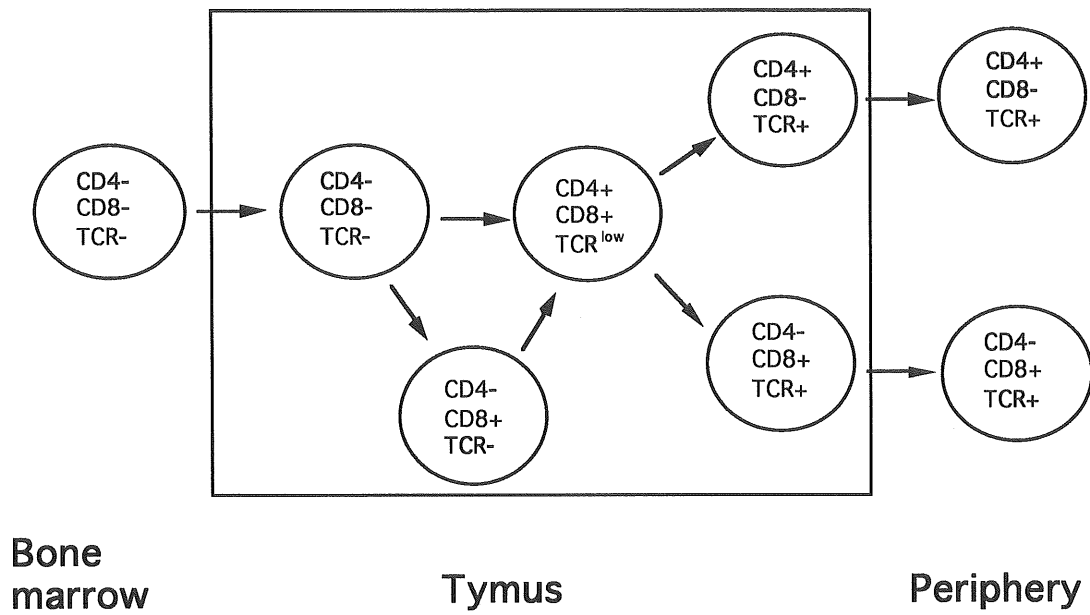 CD4-
CD8-
TCR-
CD4-
CD8-
TCR-
CD4-
CD8+
TCR-
CD4+
CD8+
TCR low
CD4+
CD8-
TCR+
CD4-
CD8+
TCR+
CD4+
CD8-
TCR+
CD4-
CD8+
TCR+
Bone
marrow
Tymus
Periphery